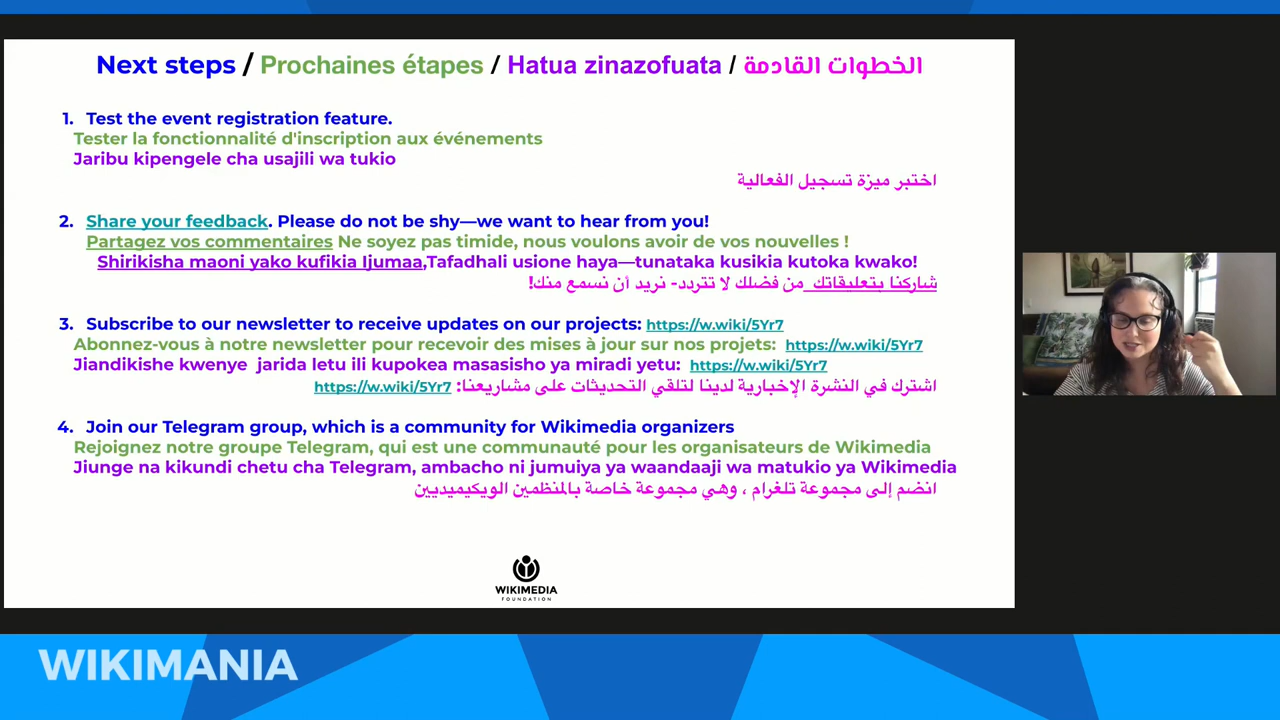 Next steps / Prochaines étapes / Hatua zinazofuata / الخطوات القادمة
1. Test the event registration feature.
Tester la fonctionnalité d'inscription aux événements
Jaribu kipengele cha usajili wa tukio
اختبر ميزة تسجيل الفعالية
2. Share your feedback. Please do not be shy—we want to hear from you!
Partagez vos commentaires Ne soyez pas timide, nous voulons avoir de vos nouvelles !
Shirikisha maoni yako kufikia Ijumaa,Tafadhali usione haya—tunataka kusikia kutoka kwako!
شاركنا بتعليقاتك من فضلك لا تتردد- نريد أن نسمع منك!
3. Subscribe to our newsletter to receive updates on our projects: https://w.wiki/5Yr7
Abonnez-vous à notre newsletter pour recevoir des mises à jour sur nos projets: https://w.wiki/5Yr7
Jiandikishe kwenye jarida letu ili kupokea masasisho ya miradi yetu: https://w.wiki/5Yr7
اشترك في النشرة الإخبارية لدينا لتلقي التحديثات على مشاريعنا: https://w.wiki/5Yr7
4. Join our Telegram group, which is a community for Wikimedia organizers
Rejoignez notre groupe Telegram, qui est une communauté pour les organisateurs de Wikimedia
Jiunge na kikundi chetu cha Telegram, ambacho ni jumuiya ya waandaaji wa matukio ya Wikimedia
انضم إلى مجموعة تلغرام ، وهي مجموعة خاصة بالمنظمين الويكيميديين
WIKIMEDIA
FOUNDATION
WIKIMANIA